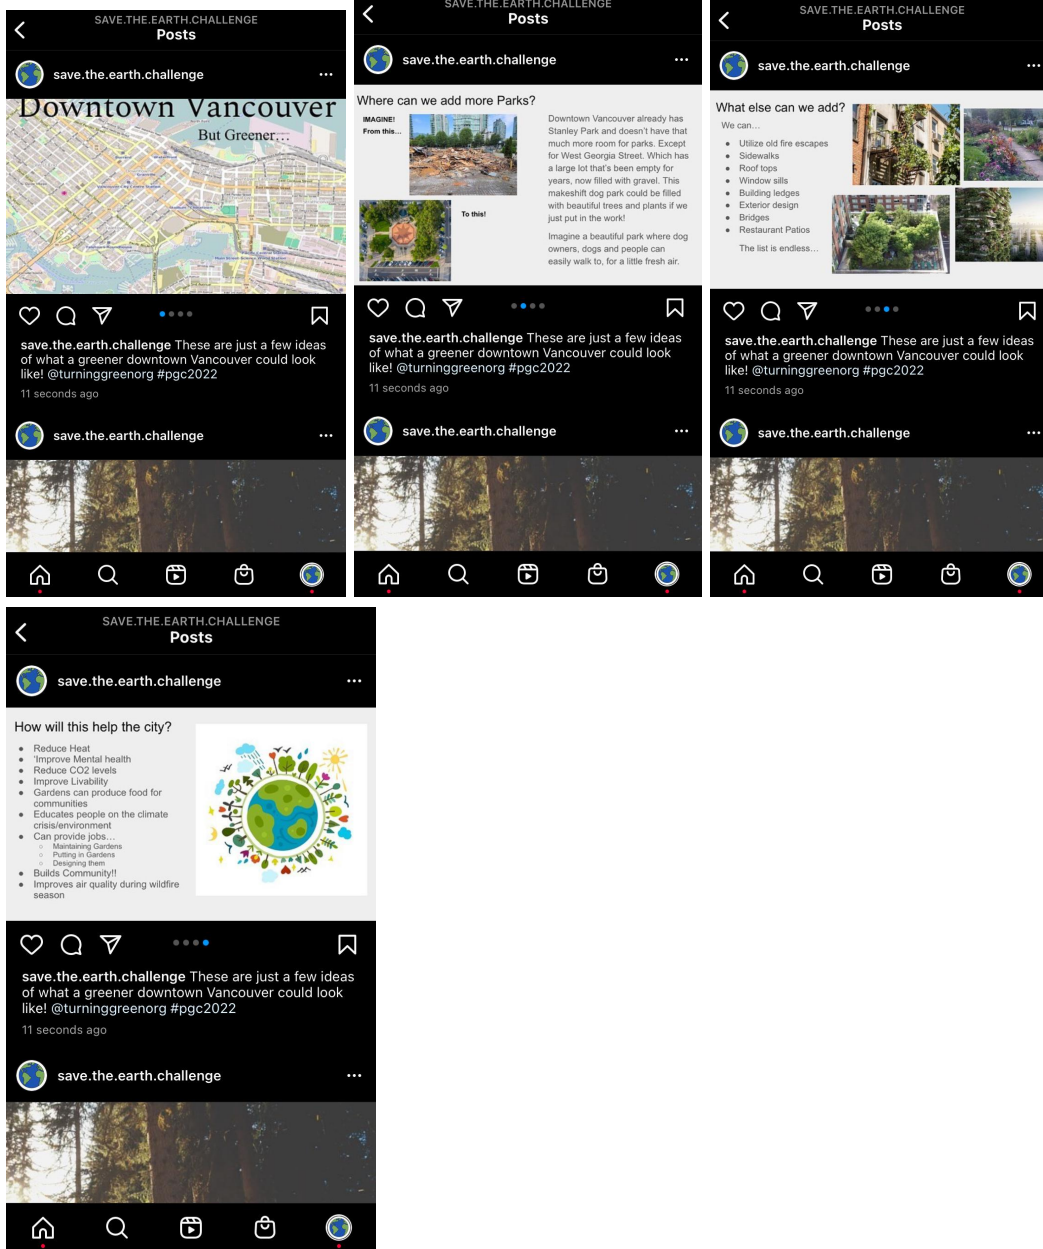 SAVE.THE.EARTH.CHALLENGE
Posts
save.the.earth.challenge
Downtown Vancouver
But Greener...
save.the.earth.challenge These are just a few ideas
of what a greener downtown Vancouver could look
like! @turninggreenorg #pgc2022
11 seconds ago
save.the.earth.challenge
SAVE.THE.EARTH.CHALLENGE
Posts
save.the.earth.challenge
Where can we add more Parks?
IMAGINE!
From this...
To this!
Downtown Vancouver already has
Stanley Park and doesn't have that
much more room for parks. Except
for West Georgia Street. Which has
a large lot that's been empty for
years, now filled with gravel. This
makeshift dog park could be filled
with beautiful trees and plants if we
just put in the work!
Imagine a beautiful park where dog
owners, dogs and people can
easily walk to, for a little fresh air.
save.the.earth.challenge These are just a few ideas
of what a greener downtown Vancouver could look
like! @turninggreenorg #pgc2022
11 seconds ago
save.the.earth.challenge
SAVE.THE.EARTH.CHALLENGE
Posts
save.the.earth.challenge
What else can we add?
We can...
● Utilize old fire escapes
● Sidewalks
● Roof tops
● Window sills
● Building ledges
● Exterior design
● Bridges
● Restaurant Patios
The list is endless...
save.the.earth.challenge These are just a few ideas
of what a greener downtown Vancouver could look
like! @turninggreenorg #pgc2022
11 seconds ago
save.the.earth.challenge
SAVE.THE.EARTH.CHALLENGE
Posts
save.the.earth.challenge
How will this help the city?
● Reduce Heat
● 'Improve Mental health
● Reduce CO2 levels
● Improve Livability
● Gardens can produce food for
communities
● Educates people on the climate
crisis/environment
● Can provide jobs...
○ Maintaining Gardens
○ Putting in Gardens
○ Designing them
● Builds Community!!
● Improves air quality during wildfire
season
save.the.earth.challenge These are just a few ideas
of what a greener downtown Vancouver could look
like! @turninggreenorg #pgc2022
11 seconds ago
save.the.earth.challenge